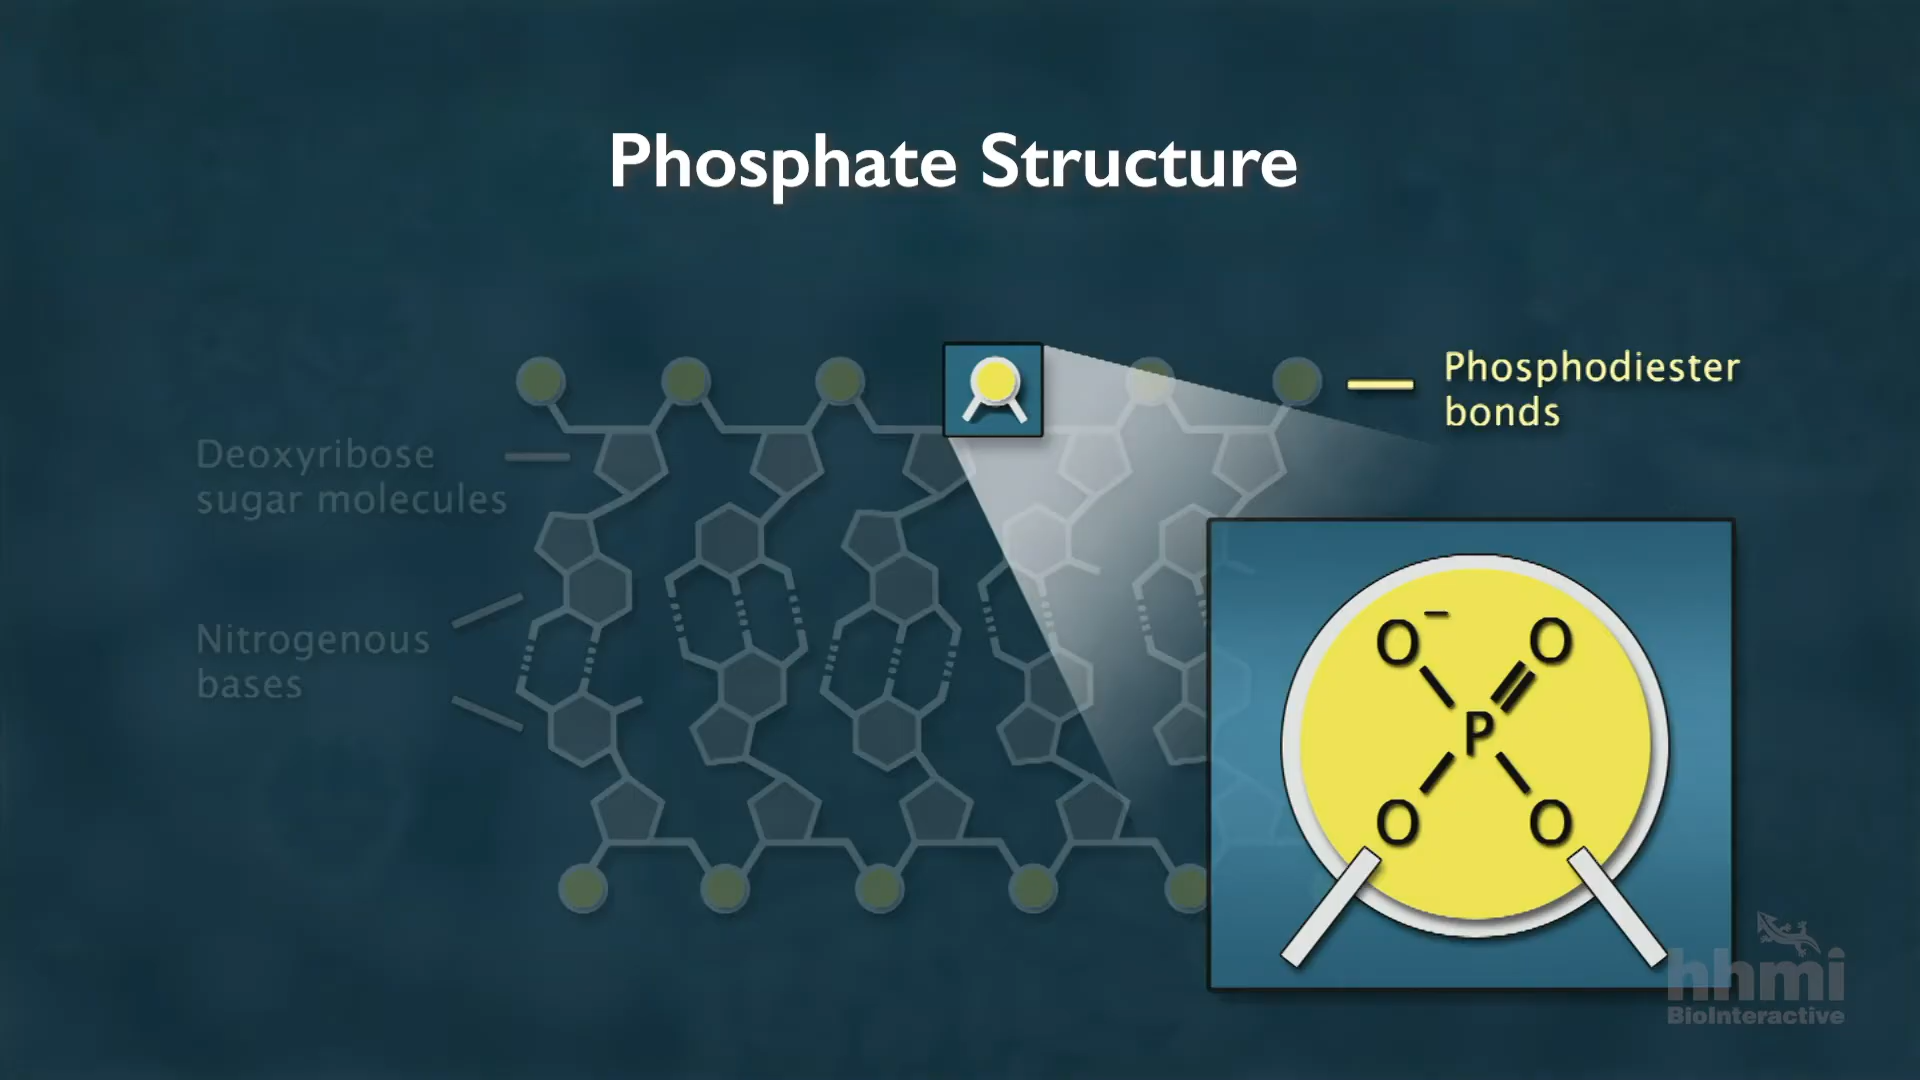 Phosphate Structure
Phosphodiester
bonds
Deoxyribose
sugar molecules
Nitrogenous
bases
O⁻ O
P
O O
hhmi
BioInteractive